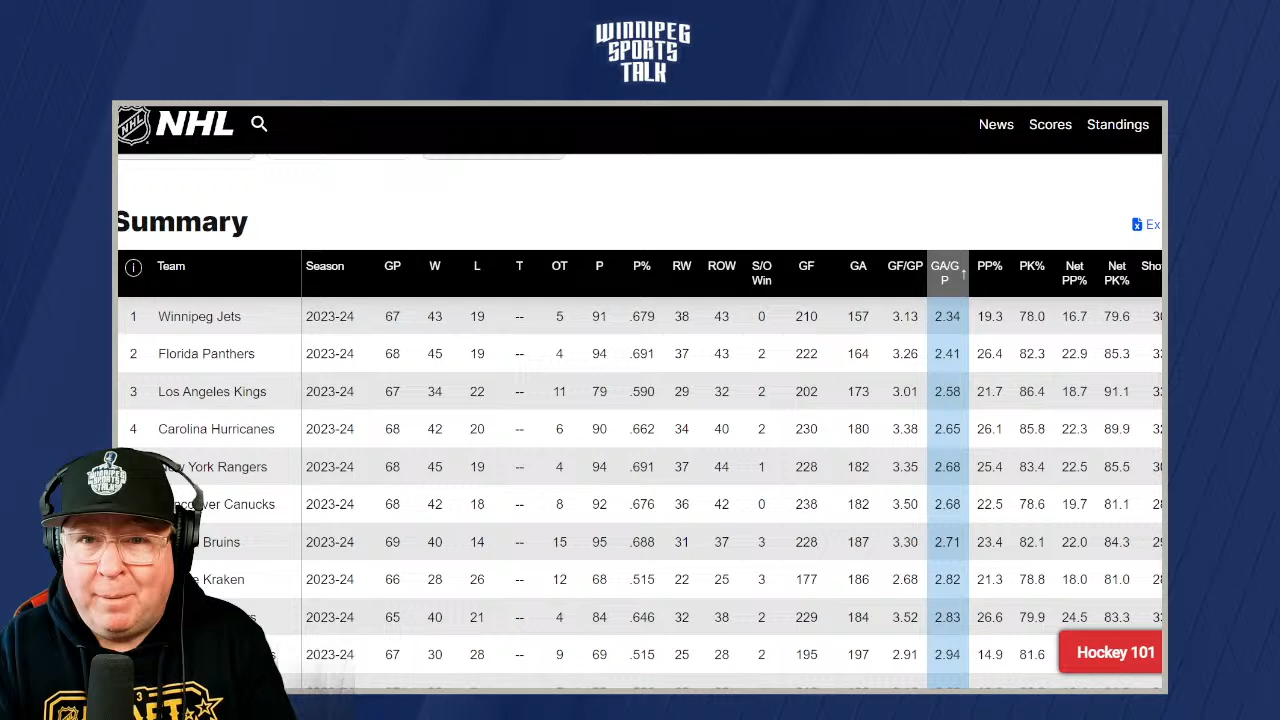 WINNIPEG
SPORTS
TALK
NHL NHL News Scores Standings
Summary
Ex
Team Season GP W L T OT P P% RW ROW S/O Win GF GA GF/GP GA/G P ↑ PP% PK% Net PP% Net PK% Sho
1 Winnipeg Jets 2023-24 67 43 19 -- 5 91 .679 38 43 0 210 157 3.13 2.34 19.3 78.0 16.7 79.6
2 Florida Panthers 2023-24 68 45 19 -- 4 94 .691 37 43 2 222 164 3.26 2.41 26.4 82.3 22.9 85.3
3 Los Angeles Kings 2023-24 67 34 22 -- 11 79 .590 29 32 2 202 173 3.01 2.58 21.7 86.4 18.7 91.1
4 Carolina Hurricanes 2023-24 68 42 20 -- 6 90 .662 34 40 2 230 180 3.38 2.65 26.1 85.8 22.3 89.9
York Rangers 2023-24 68 45 19 -- 4 94 .691 37 44 1 228 182 3.35 2.68 25.4 83.4 22.5 85.5
Canucks 2023-24 68 42 18 -- 8 92 .676 36 42 0 238 182 3.50 2.68 22.5 78.6 19.7 81.1
Bruins 2023-24 69 40 14 -- 15 95 .688 31 37 3 228 187 3.30 2.71 23.4 82.1 22.0 84.3
Kraken 2023-24 66 28 26 -- 12 68 .515 22 25 3 177 186 2.68 2.82 21.3 78.8 18.0 81.0
2023-24 65 40 21 -- 4 84 .646 32 38 2 229 184 3.52 2.83 26.6 79.9 24.5 83.3
2023-24 67 30 28 -- 9 69 .515 25 28 2 195 197 2.91 2.94 14.9 81.6
Hockey 101
WINNIPEG
SPORTS
TALK